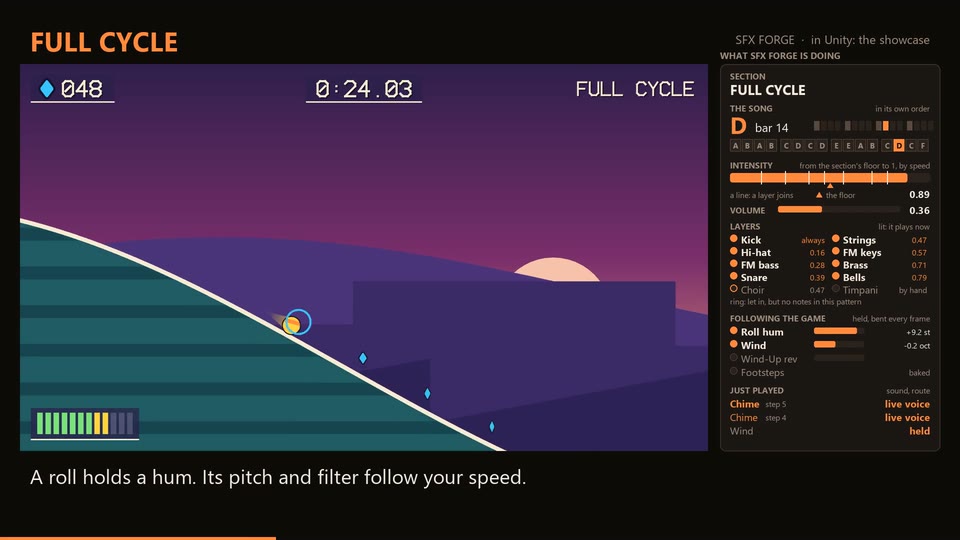 FULL CYCLE
SFX FORGE · in Unity: the showcase
048
0:24.03
FULL CYCLE
WHAT SFX FORGE IS DOING
SECTION
FULL CYCLE
THE SONG in its own order
D bar 14
A B A B C D C D E E A B C D C F
INTENSITY from the section's floor to 1, by speed
a line: a layer joins the floor 0.89
VOLUME 0.36
LAYERS lit: it plays now
Kick always Strings 0.47
Hi-hat 0.16 FM keys 0.57
FM bass 0.28 Brass 0.71
Snare 0.39 Bells 0.79
Choir 0.47 Timpani by hand
ring: let in, but no notes in this pattern
FOLLOWING THE GAME held, bent every frame
Roll hum +9.2 st
Wind -0.2 oct
Wind-Up rev
Footsteps baked
JUST PLAYED sound, route
Chime step 5 live voice
Chime step 4 live voice
Wind held
A roll holds a hum. Its pitch and filter follow your speed.